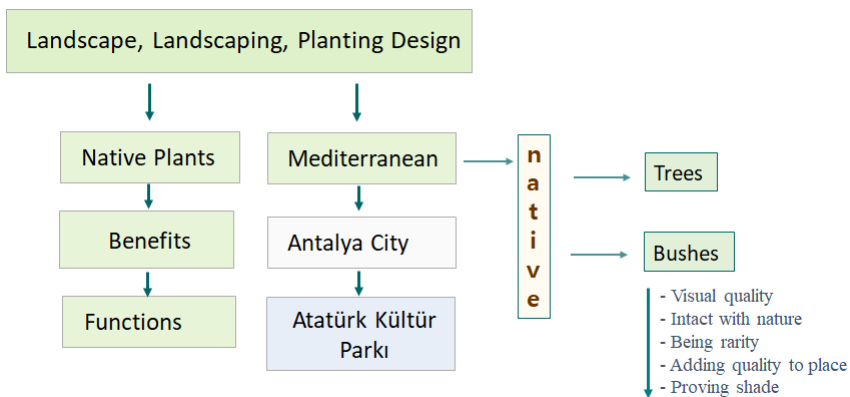 Landscape, Landscaping, Planting Design
Native Plants
Benefits
Functions
Mediterranean
Antalya City
Atatürk Kültür
Parkı
native
Trees
Bushes
- Visual quality
- Intact with nature
- Being rarity
- Adding quality to place
- Proving shade